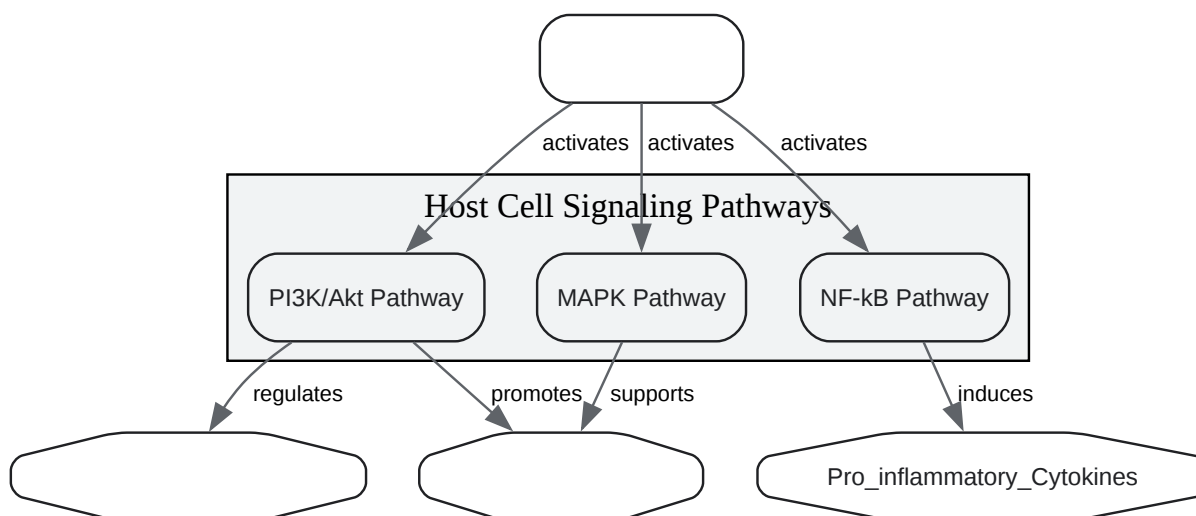 activates activates activates
Host Cell Signaling Pathways
PI3K/Akt Pathway MAPK Pathway NF-kB Pathway
regulates promotes supports induces
Pro_inflammatory_Cytokines